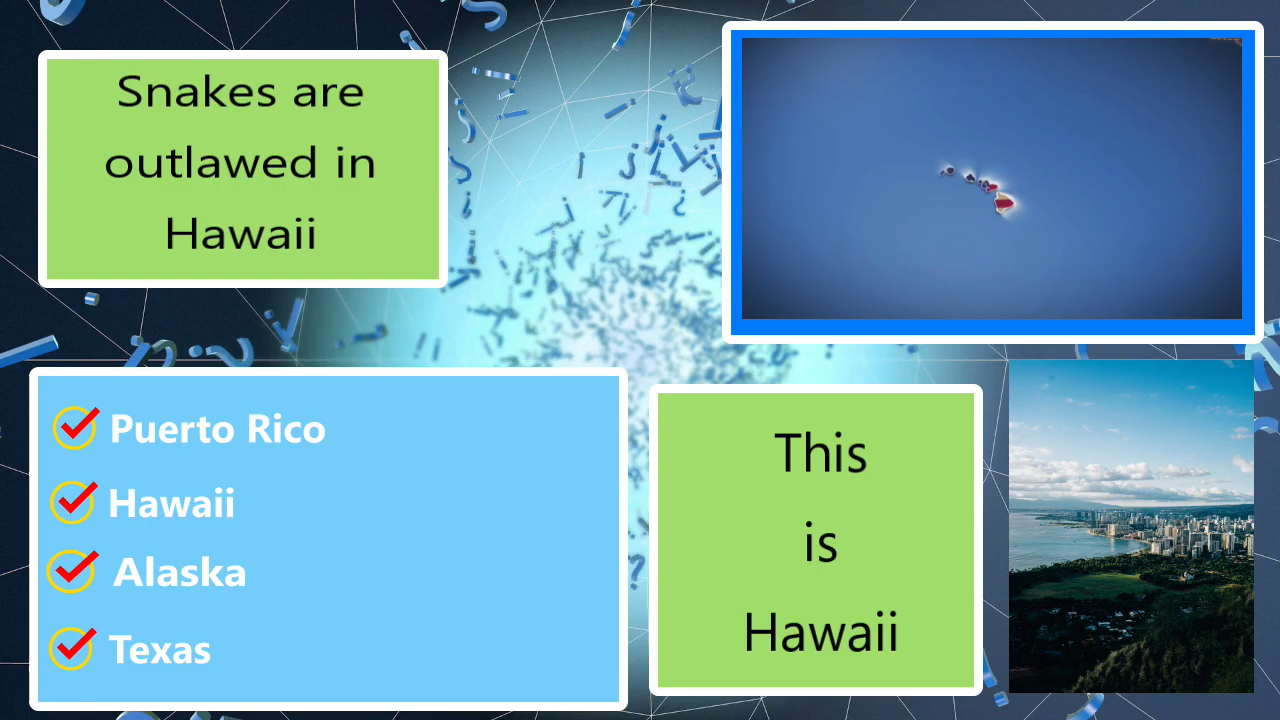 Snakes are
outlawed in
Hawaii
Puerto Rico
Hawaii
Alaska
Texas
This
is
Hawaii